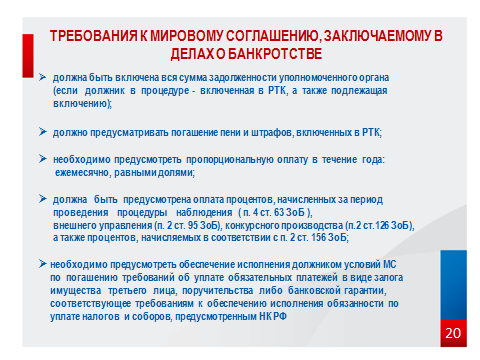 ТРЕБОВАНИЯ К МИРОВОМУ СОГЛАШЕНИЮ, ЗАКЛЮЧАЕМОМУ В
ДЕЛАХ О БАНКРОТСТВЕ
должна быть включена вся сумма задолженности уполномоченного органа
(если должник в процедуре - включенная в РТК, а также подлежащая
включению);
должно предусматривать погашение пени и штрафов, включенных в РТК;
необходимо предусмотреть пропорциональную оплату в течение года:
ежемесячно, равными долями;
должна быть предусмотрена оплата процентов, начисленных за период
проведения процедуры наблюдения ( п. 4 ст. 63 ЗоБ ),
внешнего управления (п. 2 ст. 95 ЗоБ), конкурсного производства (п.2 ст.126 ЗоБ),
а также процентов, начисляемых в соответствии с п. 2 ст. 156 ЗоБ;
необходимо предусмотреть обеспечение исполнения должником условий МС
по погашению требований об уплате обязательных платежей в виде залога
имущества третьего лица, поручительства либо банковской гарантии,
соответствующее требованиям к обеспечению исполнения обязанности по
уплате налогов и соборов, предусмотренным НК РФ
20